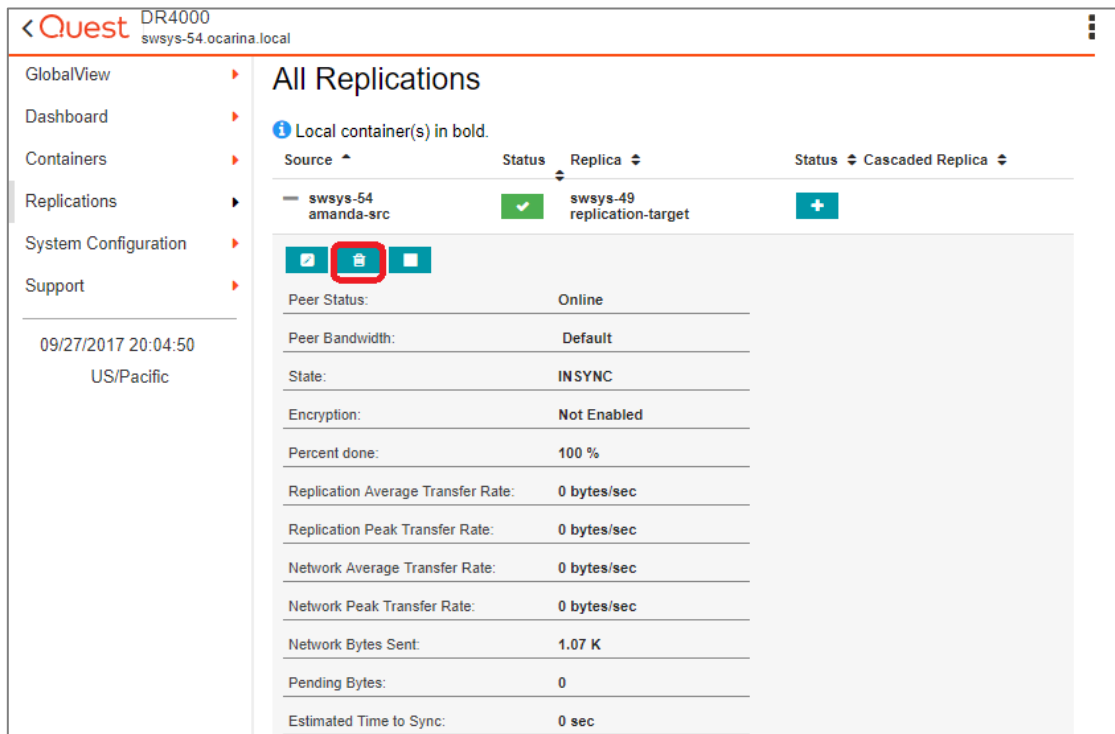 Quest DR4000
swsys-54.ocarina.local
GlobalView
Dashboard
Containers
Replications
System Configuration
Support
09/27/2017 20:04:50
US/Pacific
All Replications
Local container(s) in bold.
Source Status Replica Status Cascaded Replica
swsys-54 swsys-49
amanda-src replication-target
Peer Status: Online
Peer Bandwidth: Default
State: INSYNC
Encryption: Not Enabled
Percent done: 100 %
Replication Average Transfer Rate: 0 bytes/sec
Replication Peak Transfer Rate: 0 bytes/sec
Network Average Transfer Rate: 0 bytes/sec
Network Peak Transfer Rate: 0 bytes/sec
Network Bytes Sent: 1.07 K
Pending Bytes: 0
Estimated Time to Sync: 0 sec